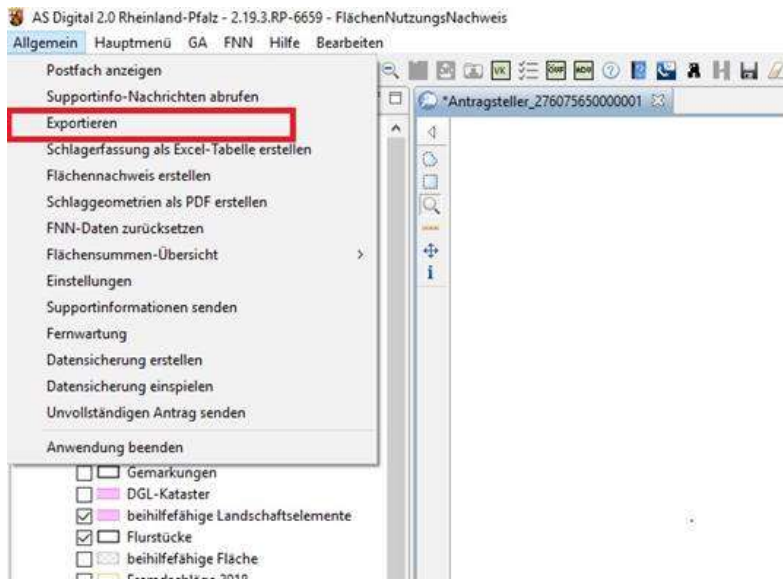 AS Digital 2.0 Rheinland-Pfalz - 2.19.3.RP-6659 - FlächenNutzungsNachweis
Allgemein Hauptmenü GA FNN Hilfe Bearbeiten
Postfach anzeigen
Supportinfo-Nachrichten abrufen
*Antragsteller_276075650000001
Exportieren
Schlagerfassung als Excel-Tabelle erstellen
Flächennachweis erstellen
Schlaggeometrien als PDF erstellen
FNN-Daten zurücksetzen
Flächensummen-Übersicht
Einstellungen
Supportinformationen senden
Fernwartung
Datensicherung erstellen
Datensicherung einspielen
Unvollständigen Antrag senden
Anwendung beenden
Gemarkungen
DGL-Kataster
beihilfefähige Landschaftselemente
Flurstücke
beihilfefähige Fläche